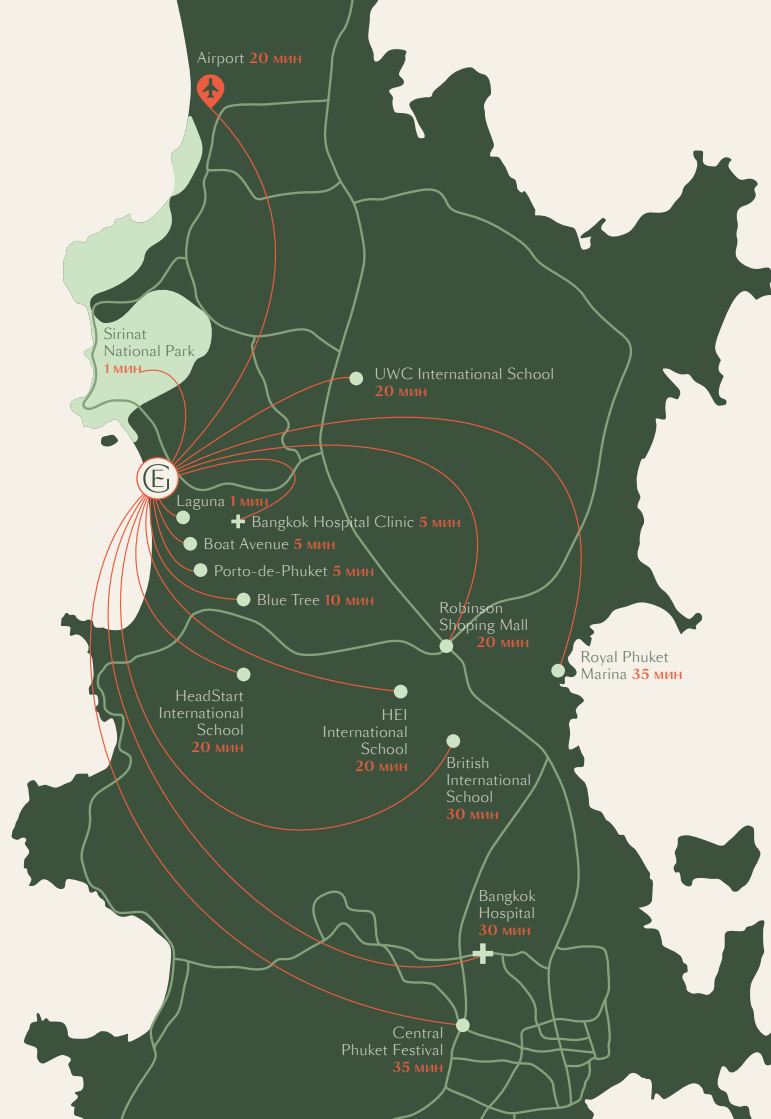 Airport 20 мин
Sirinat
National Park
1 мин
UWC International School
20 мин
GE
Laguna 1 мин
Bangkok Hospital Clinic 5 мин
Boat Avenue 5 мин
Porto-de-Phuket 5 мин
Blue Tree 10 мин
Robinson
Shoping Mall
20 мин
Royal Phuket
Marina 35 мин
HeadStart
International
School
20 мин
HEI
International
School
20 мин
British
International
School
30 мин
Bangkok
Hospital
30 мин
Central
Phuket Festival
35 мин